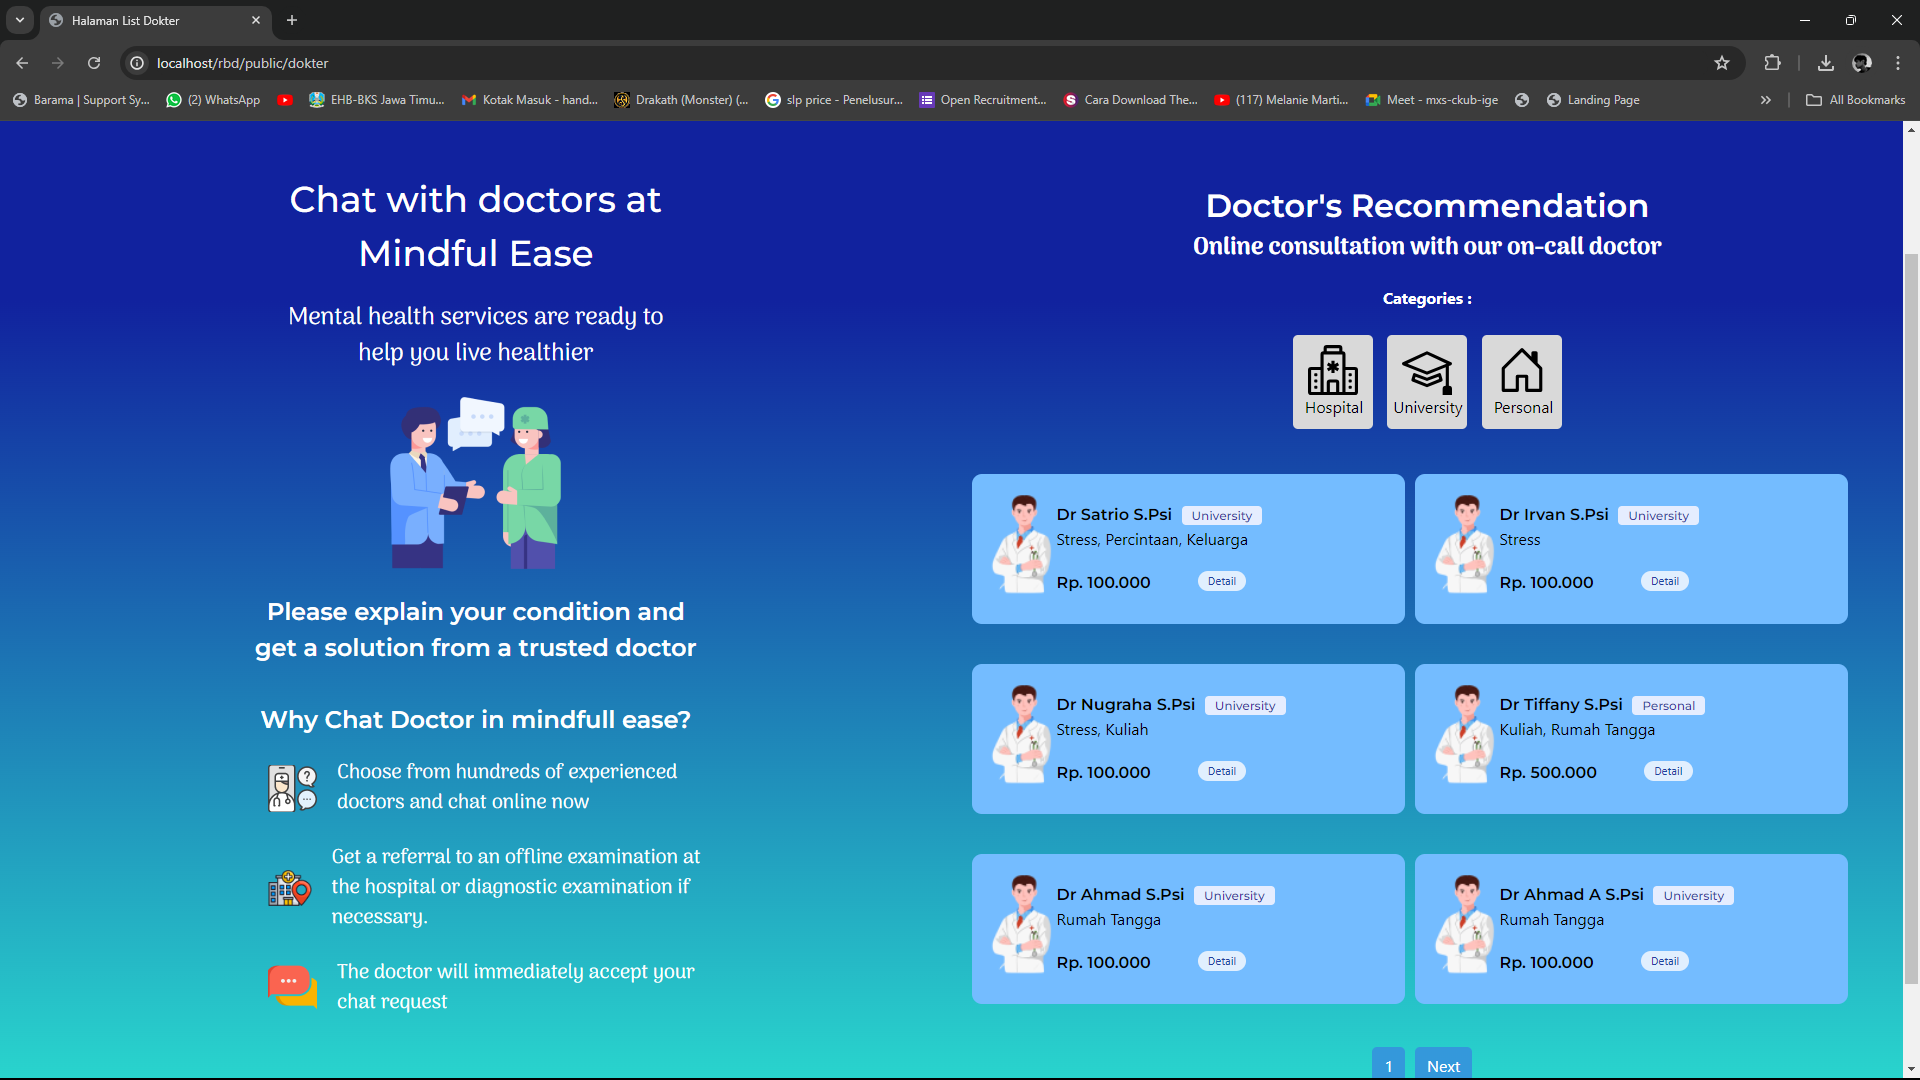 Halaman List Dokter
localhost/rbd/public/dokter
Barama | Support Sy...
(2) WhatsApp
EHB-BKS Jawa Timu...
Kotak Masuk - hand...
Drakath (Monster) (...
slp price - Penelusur...
Open Recruitment...
Cara Download The...
(117) Melanie Marti...
Meet - mxs-ckub-ige
Landing Page
All Bookmarks
Chat with doctors at
Mindful Ease
Mental health services are ready to
help you live healthier
Please explain your condition and
get a solution from a trusted doctor
Why Chat Doctor in mindfull ease?
Choose from hundreds of experienced
doctors and chat online now
Get a referral to an offline examination at
the hospital or diagnostic examination if
necessary.
The doctor will immediately accept your
chat request
Doctor's Recommendation
Online consultation with our on-call doctor
Categories :
Hospital
University
Personal
Dr Satrio S.Psi University
Stress, Percintaan, Keluarga
Rp. 100.000 Detail
Dr Irvan S.Psi University
Stress
Rp. 100.000 Detail
Dr Nugraha S.Psi University
Stress, Kuliah
Rp. 100.000 Detail
Dr Tiffany S.Psi Personal
Kuliah, Rumah Tangga
Rp. 500.000 Detail
Dr Ahmad S.Psi University
Rumah Tangga
Rp. 100.000 Detail
Dr Ahmad A S.Psi University
Rumah Tangga
Rp. 100.000 Detail
1 Next